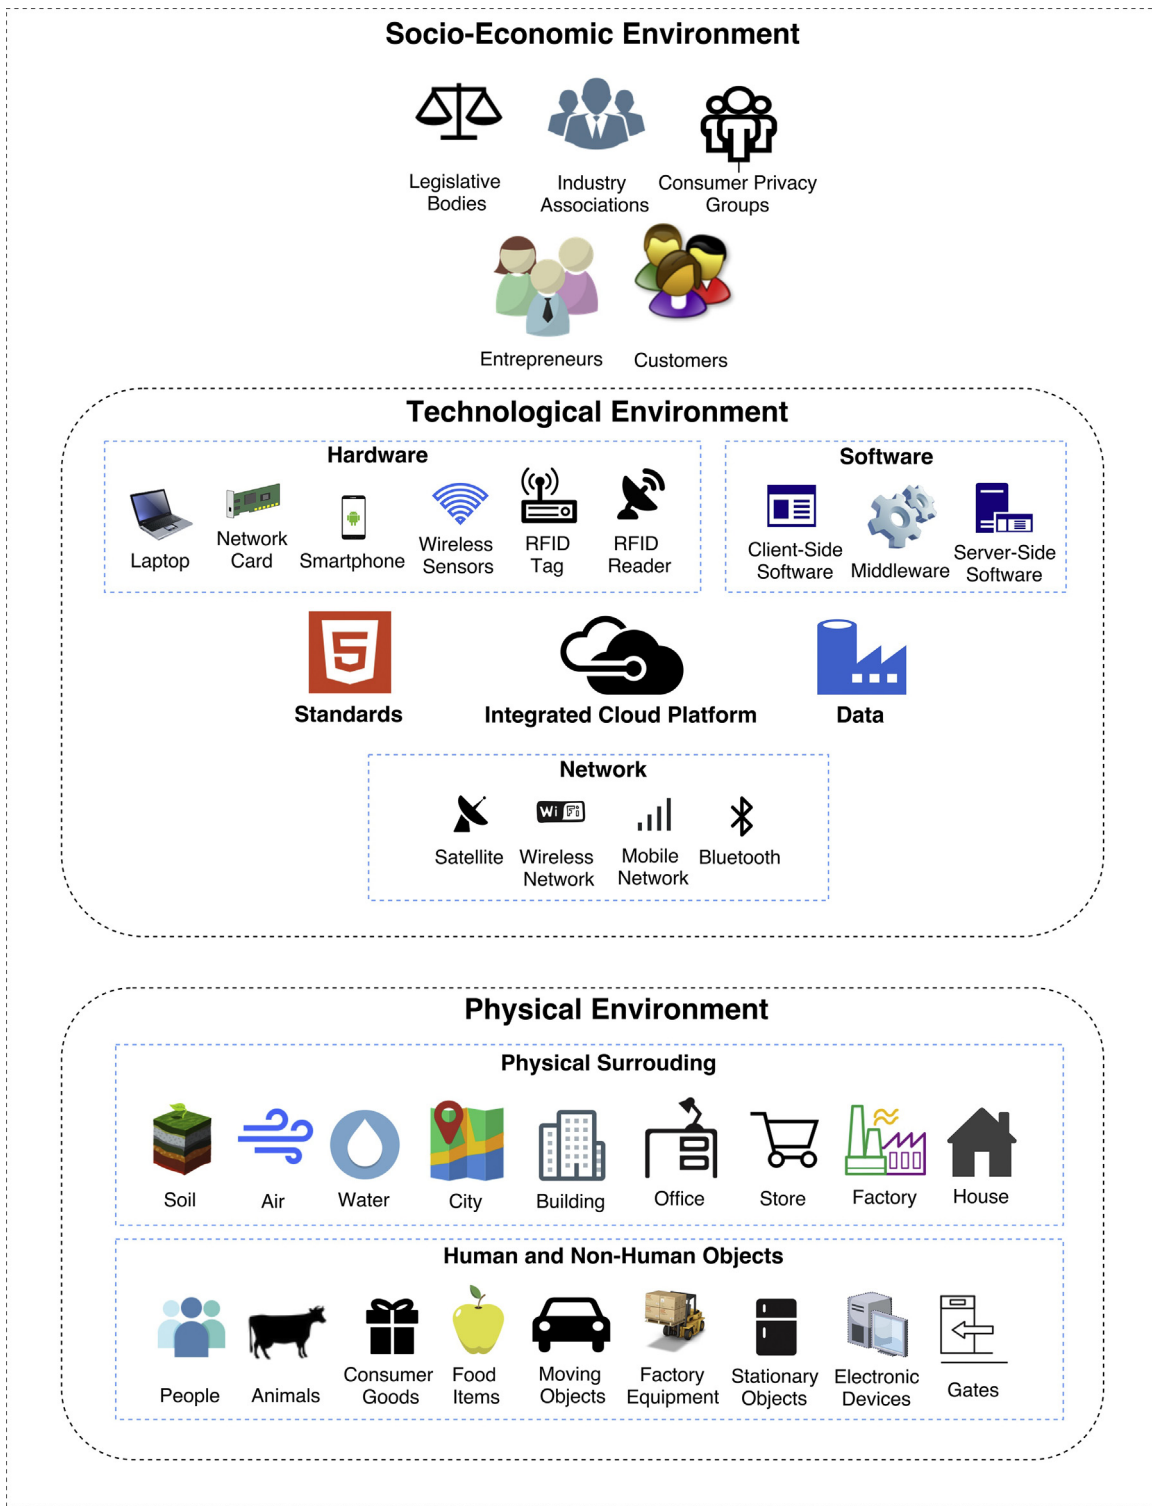 Socio-Economic Environment
Legislative
Bodies
Industry
Associations
Consumer Privacy
Groups
Entrepreneurs
Customers
Technological Environment
Hardware
Laptop
Network
Card
Smartphone
Wireless
Sensors
RFID
Tag
RFID
Reader
Software
Client-Side
Software
Middleware
Server-Side
Software
5
Standards
Integrated Cloud Platform
Data
Network
Satellite
Wi Fi
Wireless
Network
Mobile
Network
Bluetooth
Physical Environment
Physical Surrouding
Soil
Air
Water
City
Building
Office
Store
Factory
House
Human and Non-Human Objects
People
Animals
Consumer
Goods
Food
Items
Moving
Objects
Factory
Equipment
Stationary
Objects
Electronic
Devices
Gates